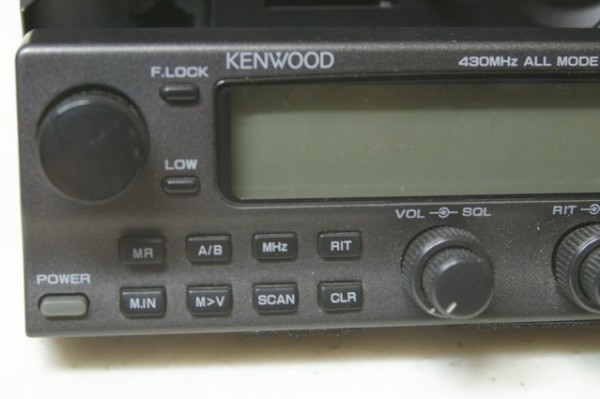 KENWOOD 430MHz ALL MODE
F.LOCK
LOW
VOL SQL RIT
MR A/B MHz RIT
POWER
M.IN M>V SCAN CLR